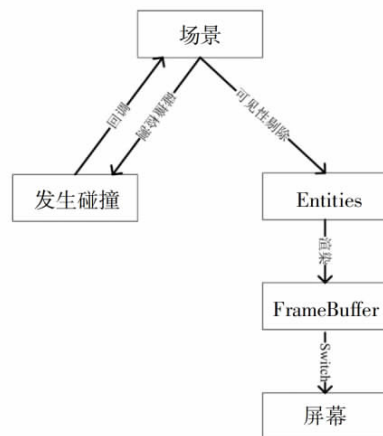 场景
回调
碰撞检测
可见性剔除
发生碰撞
Entities
渲染
FrameBuffer
Switch
屏幕